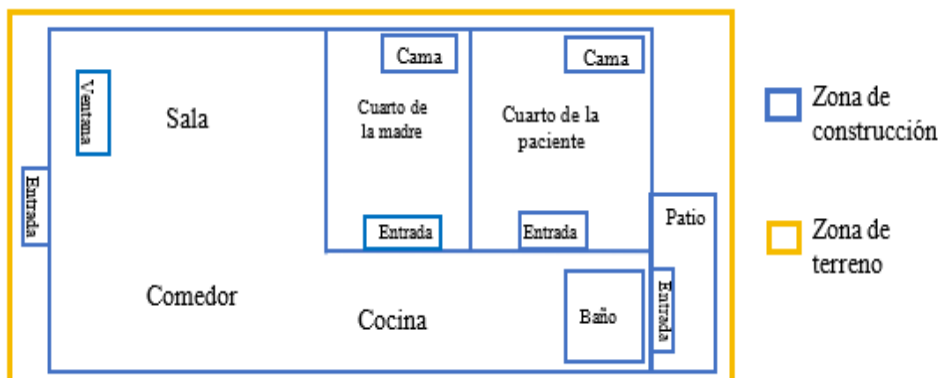 Cama
Cama
Ventana
Sala
Cuarto de
la madre
Cuarto de la
paciente
Entrada
Entrada
Entrada
Patio
Comedor
Cocina
Baño
Entrada
Zona de
construcción
Zona de
terreno